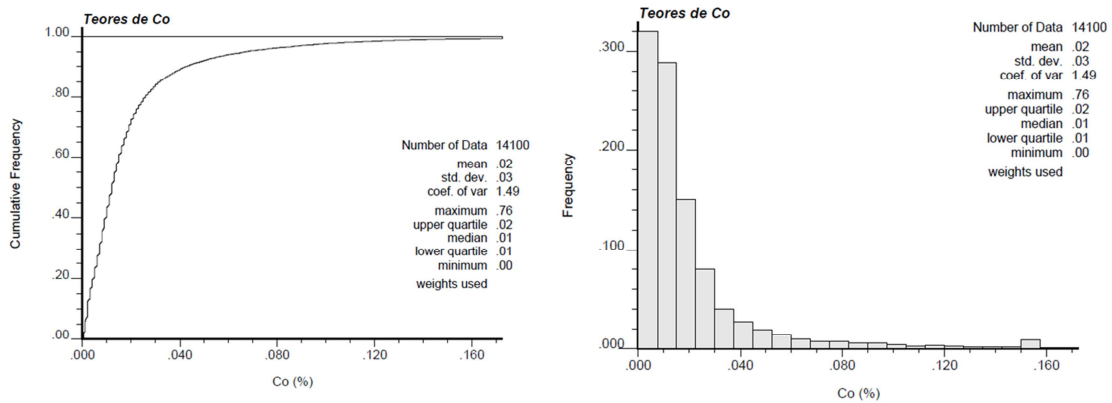 Teores de Co
1.00
.80
.60
.40
.20
.00
.000 .040 .080 .120 .160
Cumulative Frequency
Co (%)
Number of Data 14100
mean .02
std. dev. .03
coef. of var 1.49
maximum .76
upper quartile .02
median .01
lower quartile .01
minimum .00
weights used
Teores de Co
.300
.200
.100
.000
.000 .040 .080 .120 .160
Frequency
Co (%)
Number of Data 14100
mean .02
std. dev. .03
coef. of var 1.49
maximum .76
upper quartile .02
median .01
lower quartile .01
minimum .00
weights used